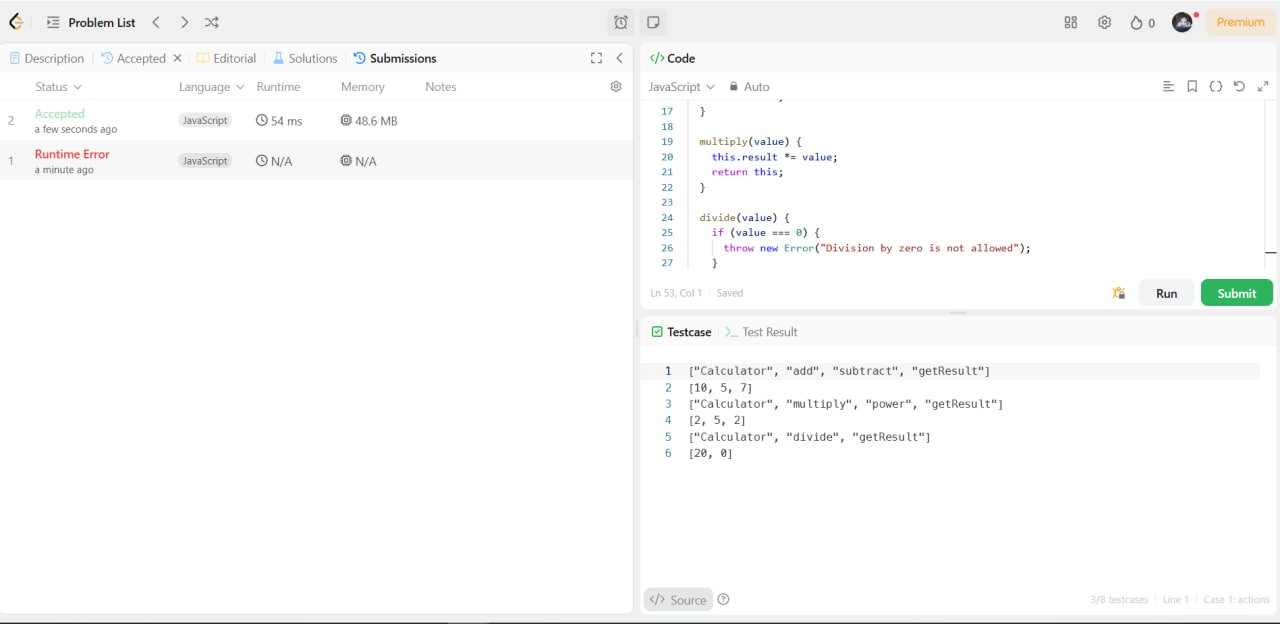 Problem List
0
Premium
Description
Accepted
Editorial
Solutions
Submissions
Status
Language
Runtime
Memory
Notes
2
Accepted
a few seconds ago
JavaScript
54 ms
48.6 MB
1
Runtime Error
a minute ago
JavaScript
N/A
N/A
</> Code
JavaScript
Auto
17 }
18
19 multiply(value) {
20 this.result *= value;
21 return this;
22 }
23
24 divide(value) {
25 if (value === 0) {
26 throw new Error("Division by zero is not allowed");
27 }
Ln 53, Col 1
Saved
Run
Submit
Testcase
>_ Test Result
1 ["Calculator", "add", "subtract", "getResult"]
2 [10, 5, 7]
3 ["Calculator", "multiply", "power", "getResult"]
4 [2, 5, 2]
5 ["Calculator", "divide", "getResult"]
6 [20, 0]
</> Source
3/8 testcases
Line 1
Case 1: actions